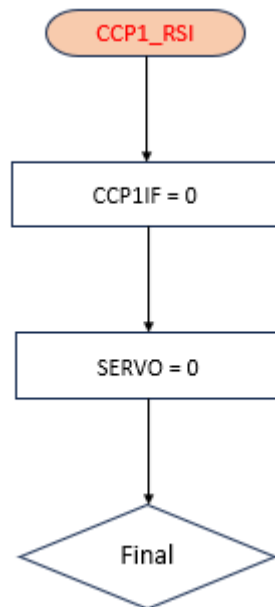 CCP1_RSI
CCP1IF = 0
SERVO = 0
Final